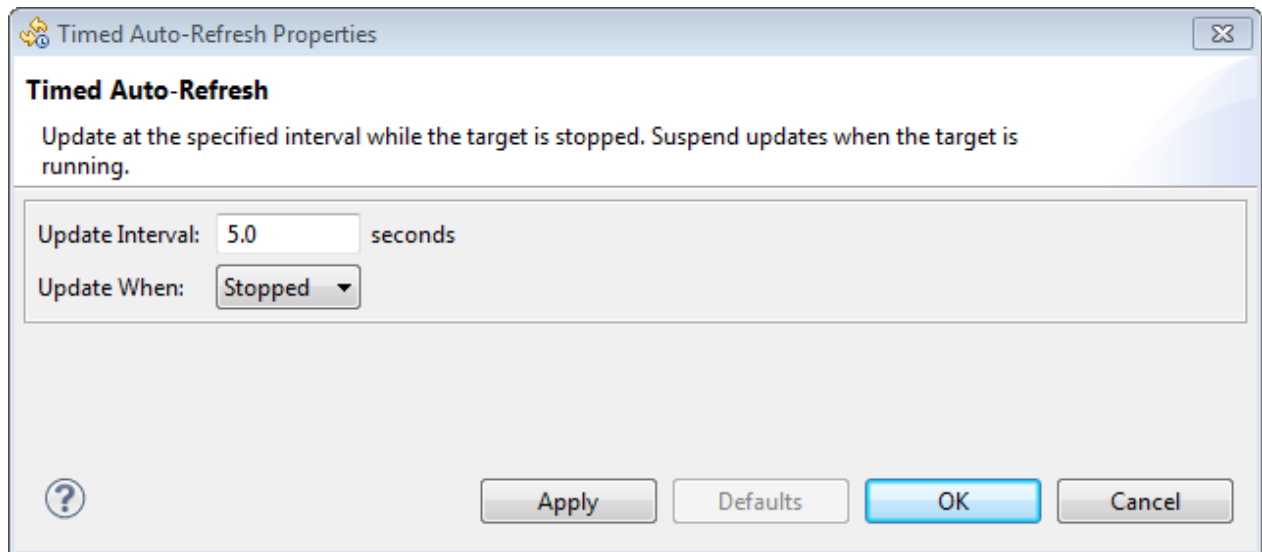 Timed Auto-Refresh Properties
Timed Auto-Refresh
Update at the specified interval while the target is stopped. Suspend updates when the target is
running.
Update Interval: 5.0 seconds
Update When: Stopped
? Apply Defaults OK Cancel